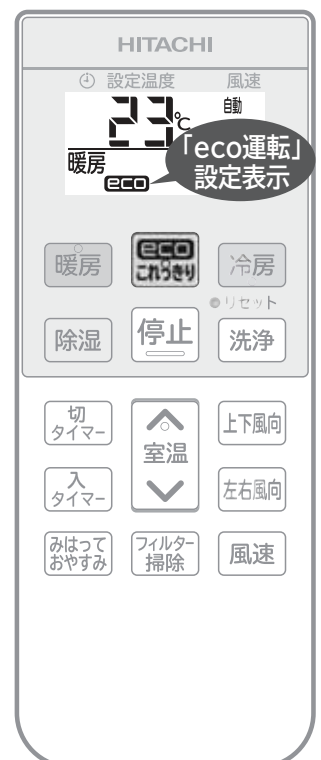 HITACHI
設定温度 風速
23℃ 自動
暖房
eco
「eco運転」
設定表示
暖房 eco これっきり 冷房
リセット
除湿 停止 洗浄
切タイマー 室温 上下風向
入タイマー 左右風向
みはっておやすみ フィルター掃除 風速